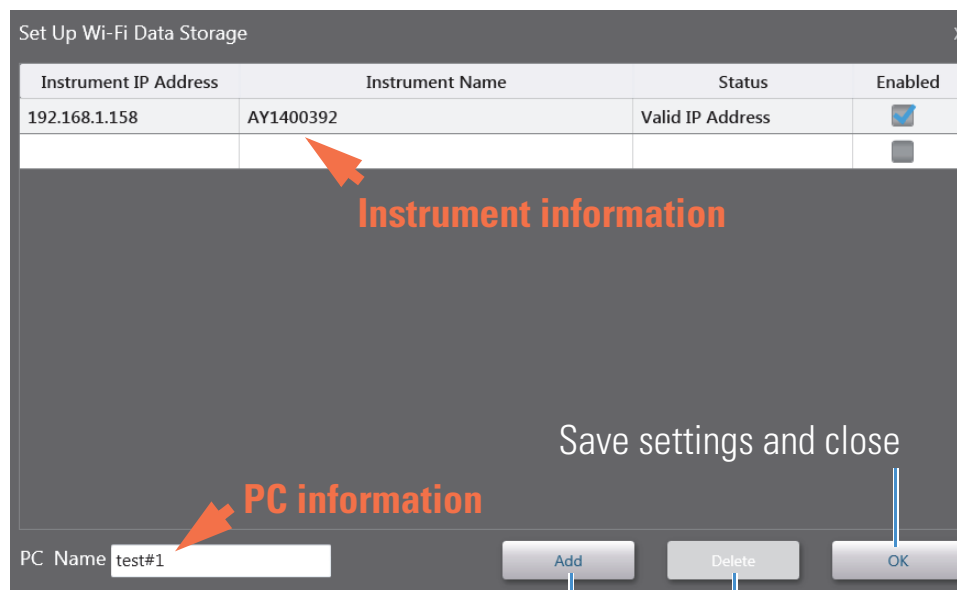 Set Up Wi-Fi Data Storage
Instrument IP Address Instrument Name Status Enabled
192.168.1.158 AY1400392 Valid IP Address
Instrument information
Save settings and close
PC information
PC Name test#1 Add Delete OK